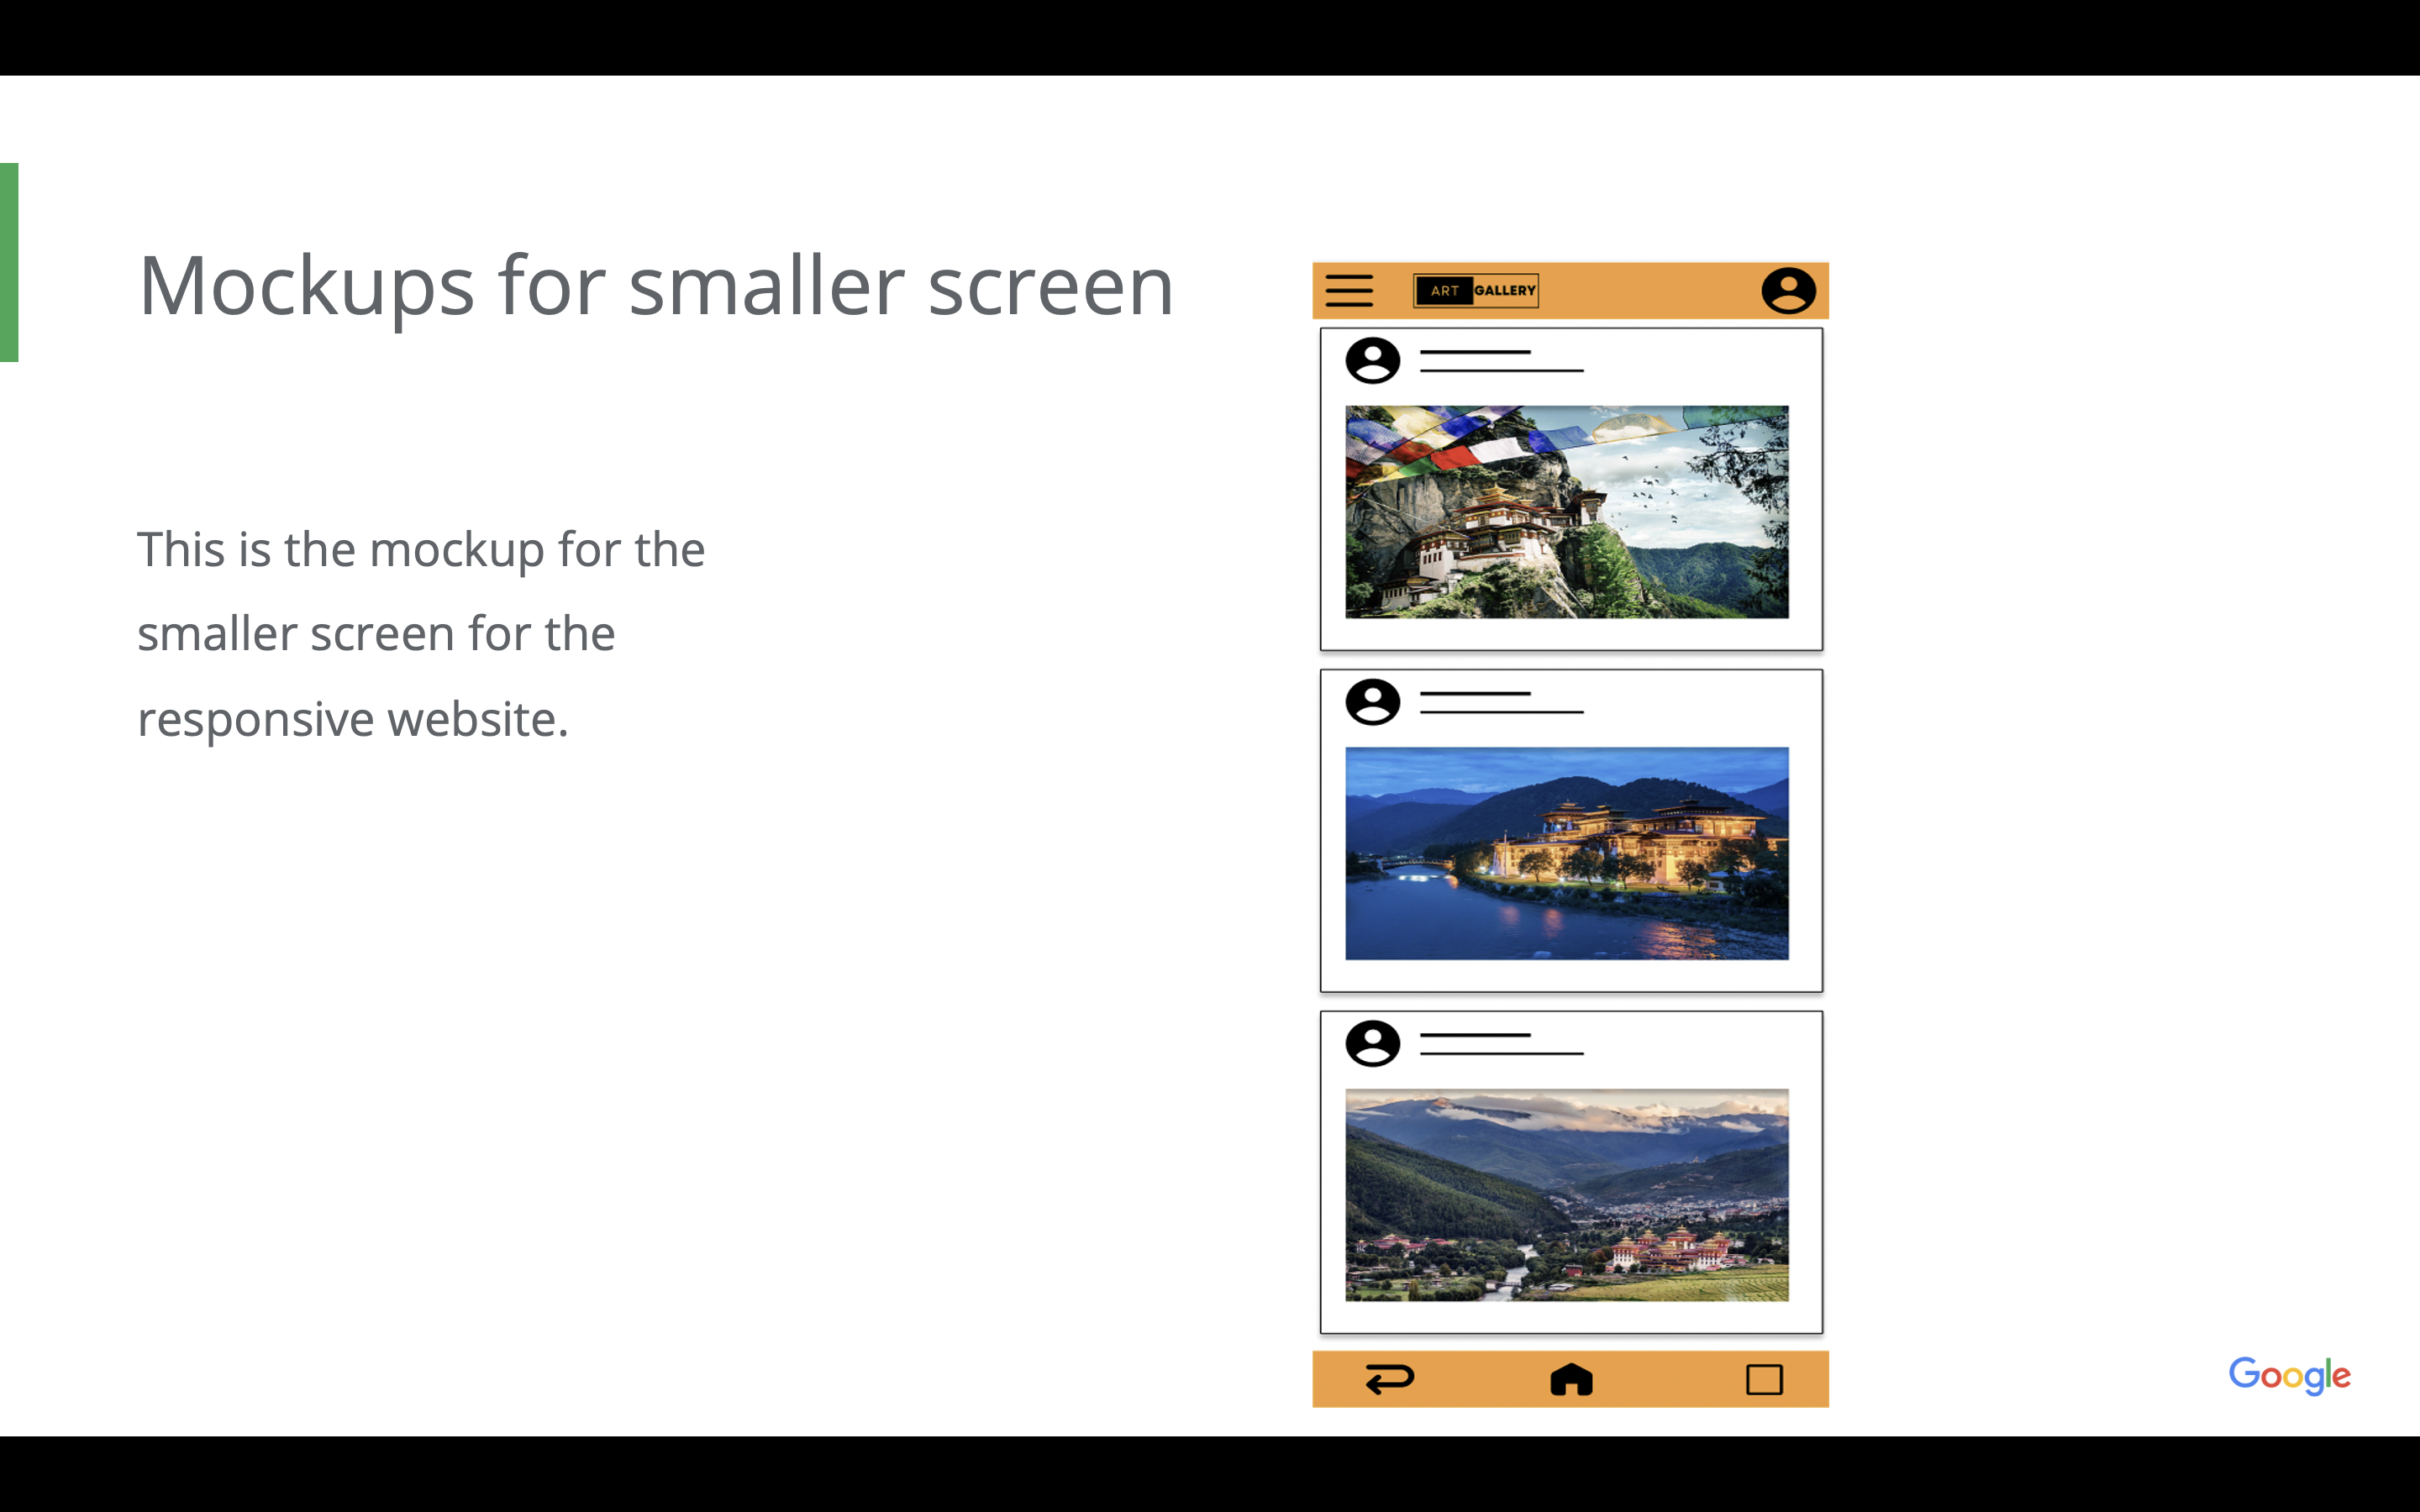 Mockups for smaller screen
This is the mockup for the
smaller screen for the
responsive website.
ART GALLERY
Google